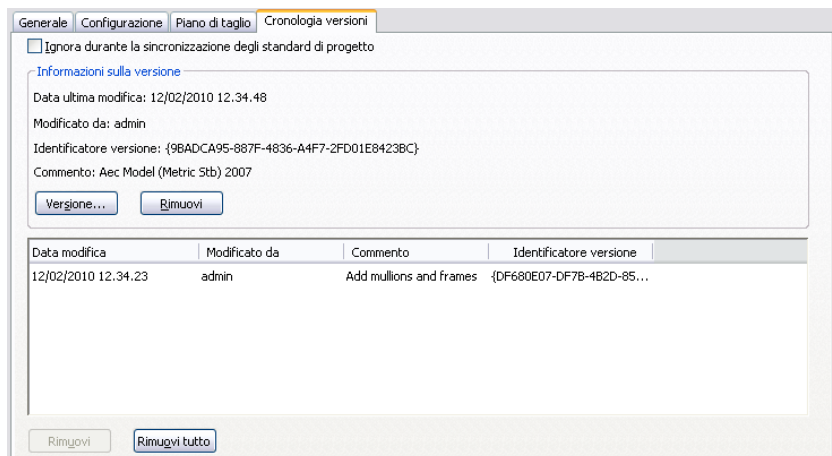 Generale Configurazione Piano di taglio Cronologia versioni
Ignora durante la sincronizzazione degli standard di progetto
Informazioni sulla versione
Data ultima modifica: 12/02/2010 12.34.48
Modificato da: admin
Identificatore versione: {9BADCA95-887F-4836-A4F7-2FD01E8423BC}
Commento: Aec Model (Metric Stb) 2007
Versione... Rimuovi
Data modifica Modificato da Commento Identificatore versione
12/02/2010 12.34.23 admin Add mullions and frames {DF680E07-DF7B-4B2D-85...
Rimuovi Rimuovi tutto